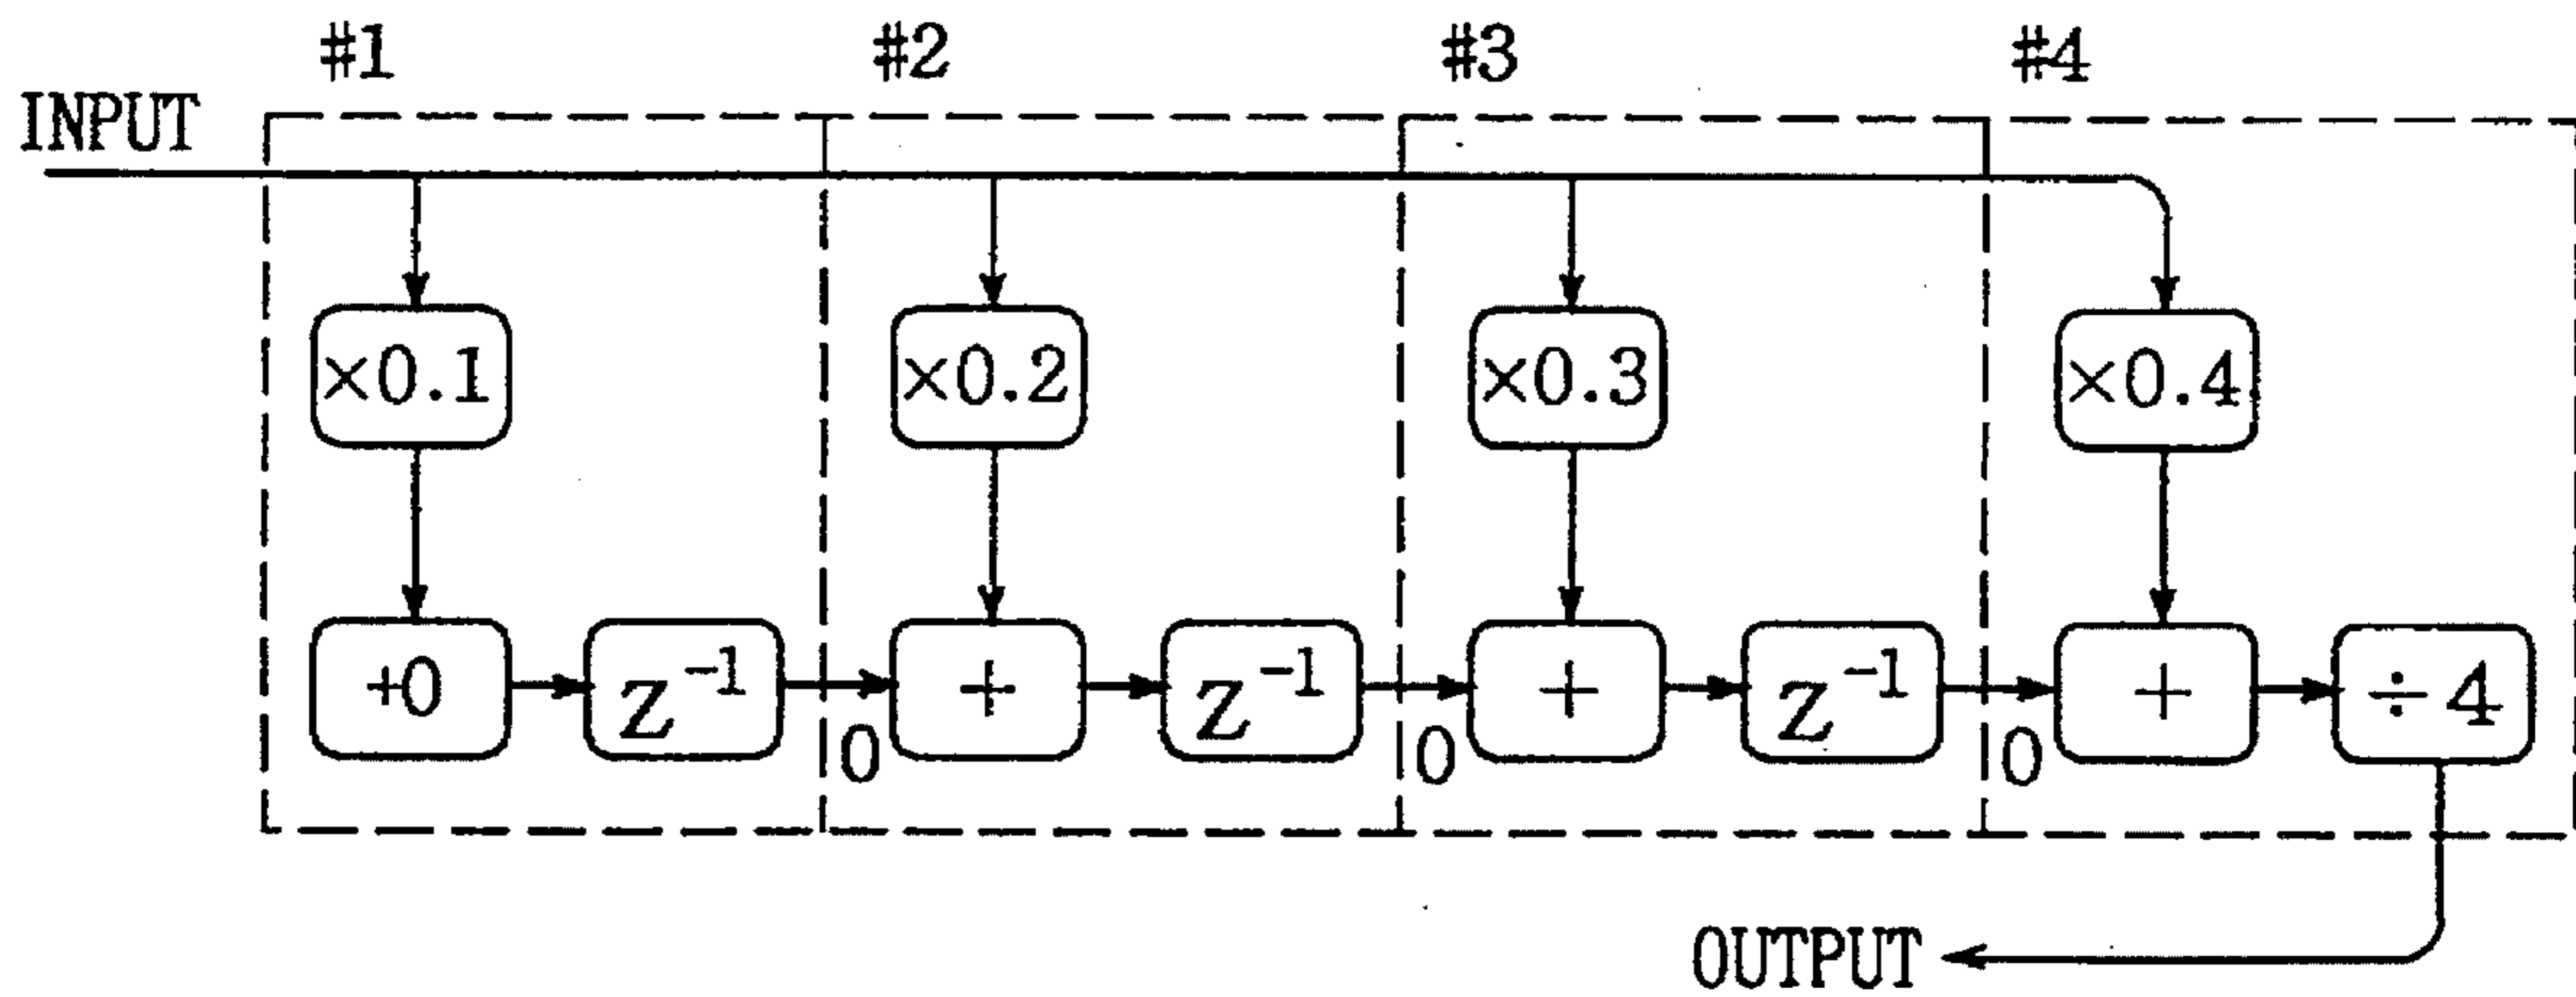 #1 #2 #3 #4
INPUT
×0.1 ×0.2 ×0.3 ×0.4
+0 z⁻¹ + z⁻¹ + z⁻¹ + ÷4
0 0 0
OUTPUT